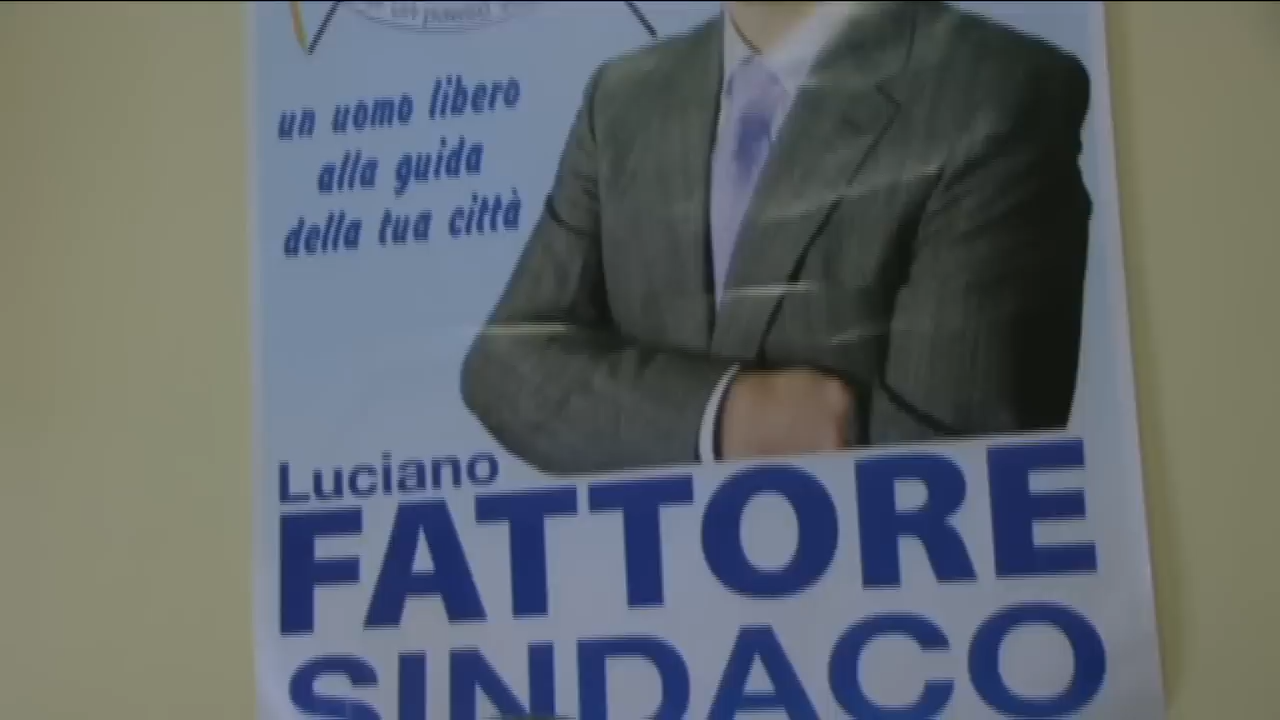 un uomo libero
alla guida
della tua città
Luciano
FATTORE
SINDACO